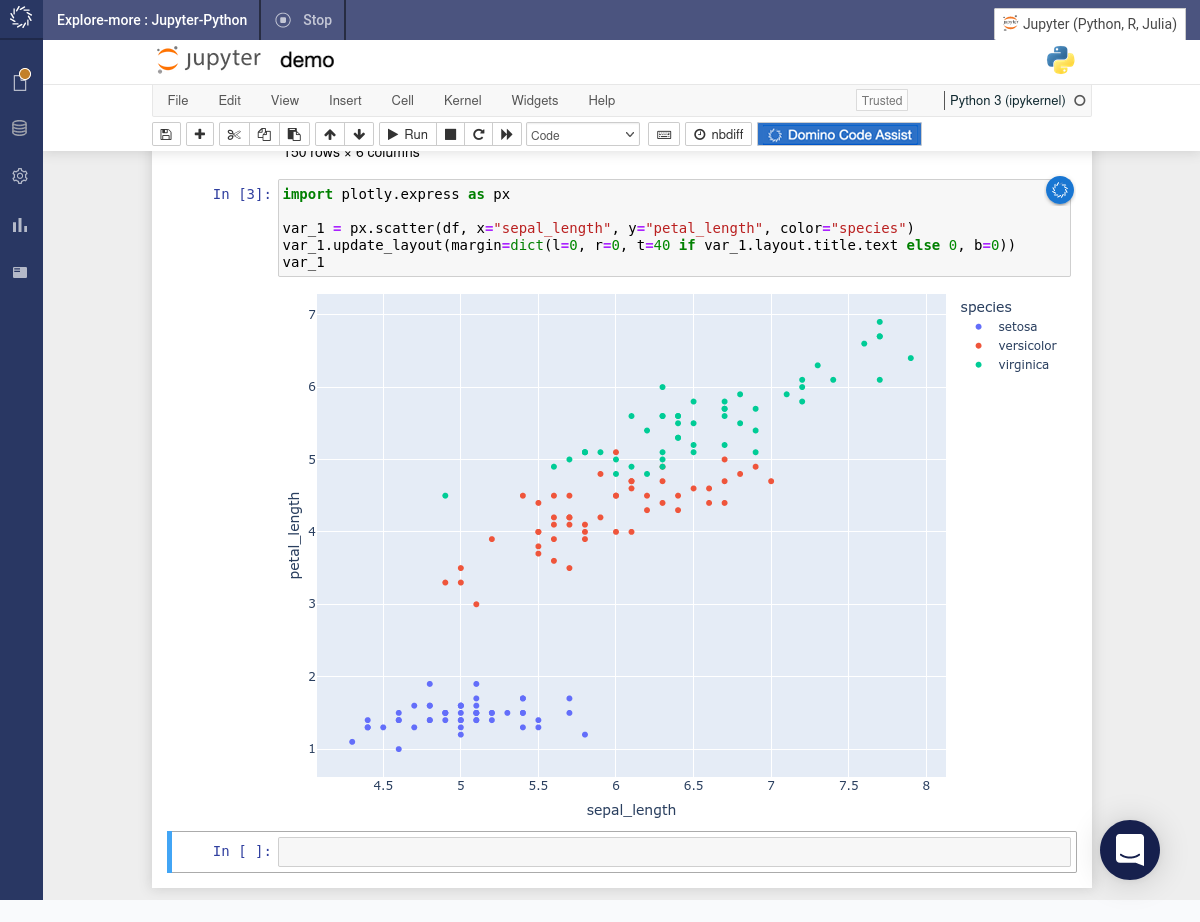 Explore-more : Jupyter-Python
Stop
Jupyter (Python, R, Julia)
jupyter demo
File Edit View Insert Cell Kernel Widgets Help
Trusted
Python 3 (ipykernel)
Run
Code
nbdiff
Domino Code Assist
150 rows × 6 columns
In [3]:
import plotly.express as px
var_1 = px.scatter(df, x="sepal_length", y="petal_length", color="species")
var_1.update_layout(margin=dict(l=0, r=0, t=40 if var_1.layout.title.text else 0, b=0))
var_1
species
setosa
versicolor
virginica
petal_length
7
6
5
4
3
2
1
4.5 5 5.5 6 6.5 7 7.5 8
sepal_length
In [ ]: